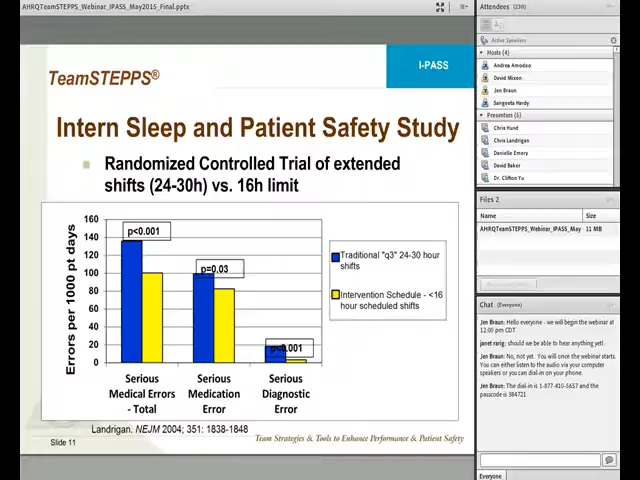 AHRQTeamSTEPPS_Webinar_IPASS_May2015_Final.pptx
TeamSTEPPS®
I-PASS
Intern Sleep and Patient Safety Study
Randomized Controlled Trial of extended
shifts (24-30h) vs. 16h limit
Errors per 1000 pt days
160
140
120
100
80
60
40
20
0
p<0.001
p=0.03
p<0.001
Serious
Medical Errors
- Total
Serious
Medication
Error
Serious
Diagnostic
Error
Traditional "q3" 24-30 hour
shifts
Intervention Schedule - <16
hour scheduled shifts
Landrigan. NEJM 2004; 351: 1838-1848
Slide 11
Team Strategies & Tools to Enhance Performance & Patient Safety
Attendees (230)
Active Speakers
Hosts (4)
Andrea Amodeo
David Mixon
Jen Braun
Sangeeta Hardy
Presenters (5)
Chris Hund
Chris Landrigan
Danielle Emery
David Baker
Dr. Clifton Yu
Files 2
Name
Size
AHRQTeamSTEPPS_Webinar_IPASS_May
11 MB
Chat (Everyone)
Jen Braun: Hello everyone - we will begin the webinar at
12:00 pm CDT
janet rarig: should we be able to hear anything yet!
Jen Braun: No, not yet. You will once the webinar starts.
You can either listen to the audio via your computer
speakers or you can dial-in on your phone.
Jen Braun: The dial-in is 1-877-410-5657 and the
passcode is 384721
Everyone